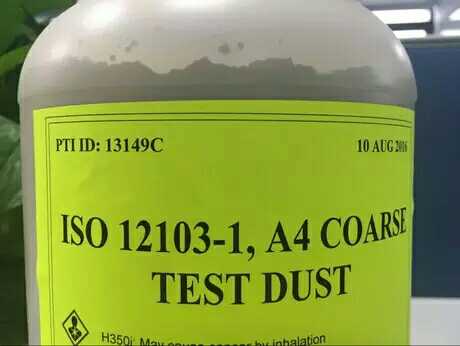 PTI ID: 13149C 10 AUG 2016
ISO 12103-1, A4 COARSE
TEST DUST
H350i: May cause cancer by inhalation